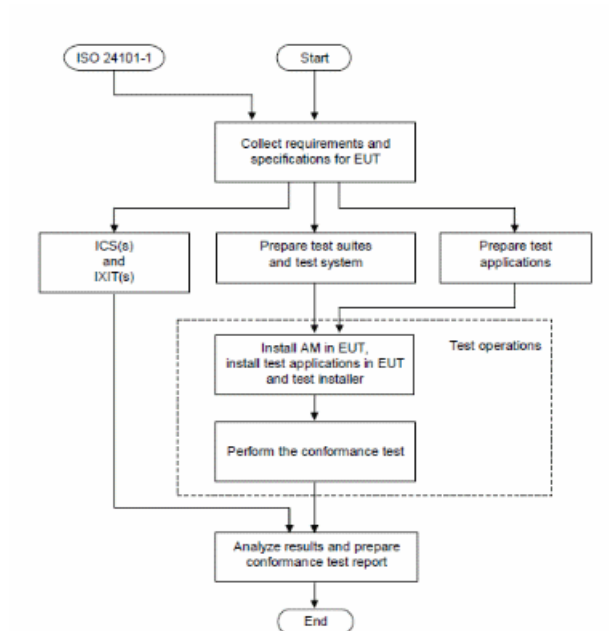 ISO 24101-1
Start
Collect requirements and
specifications for EUT
ICS(s)
and
IXIT(s)
Prepare test suites
and test system
Prepare test
applications
Test operations
Install AM in EUT,
install test applications in EUT
and test installer
Perform the conformance test
Analyze results and prepare
conformance test report
End